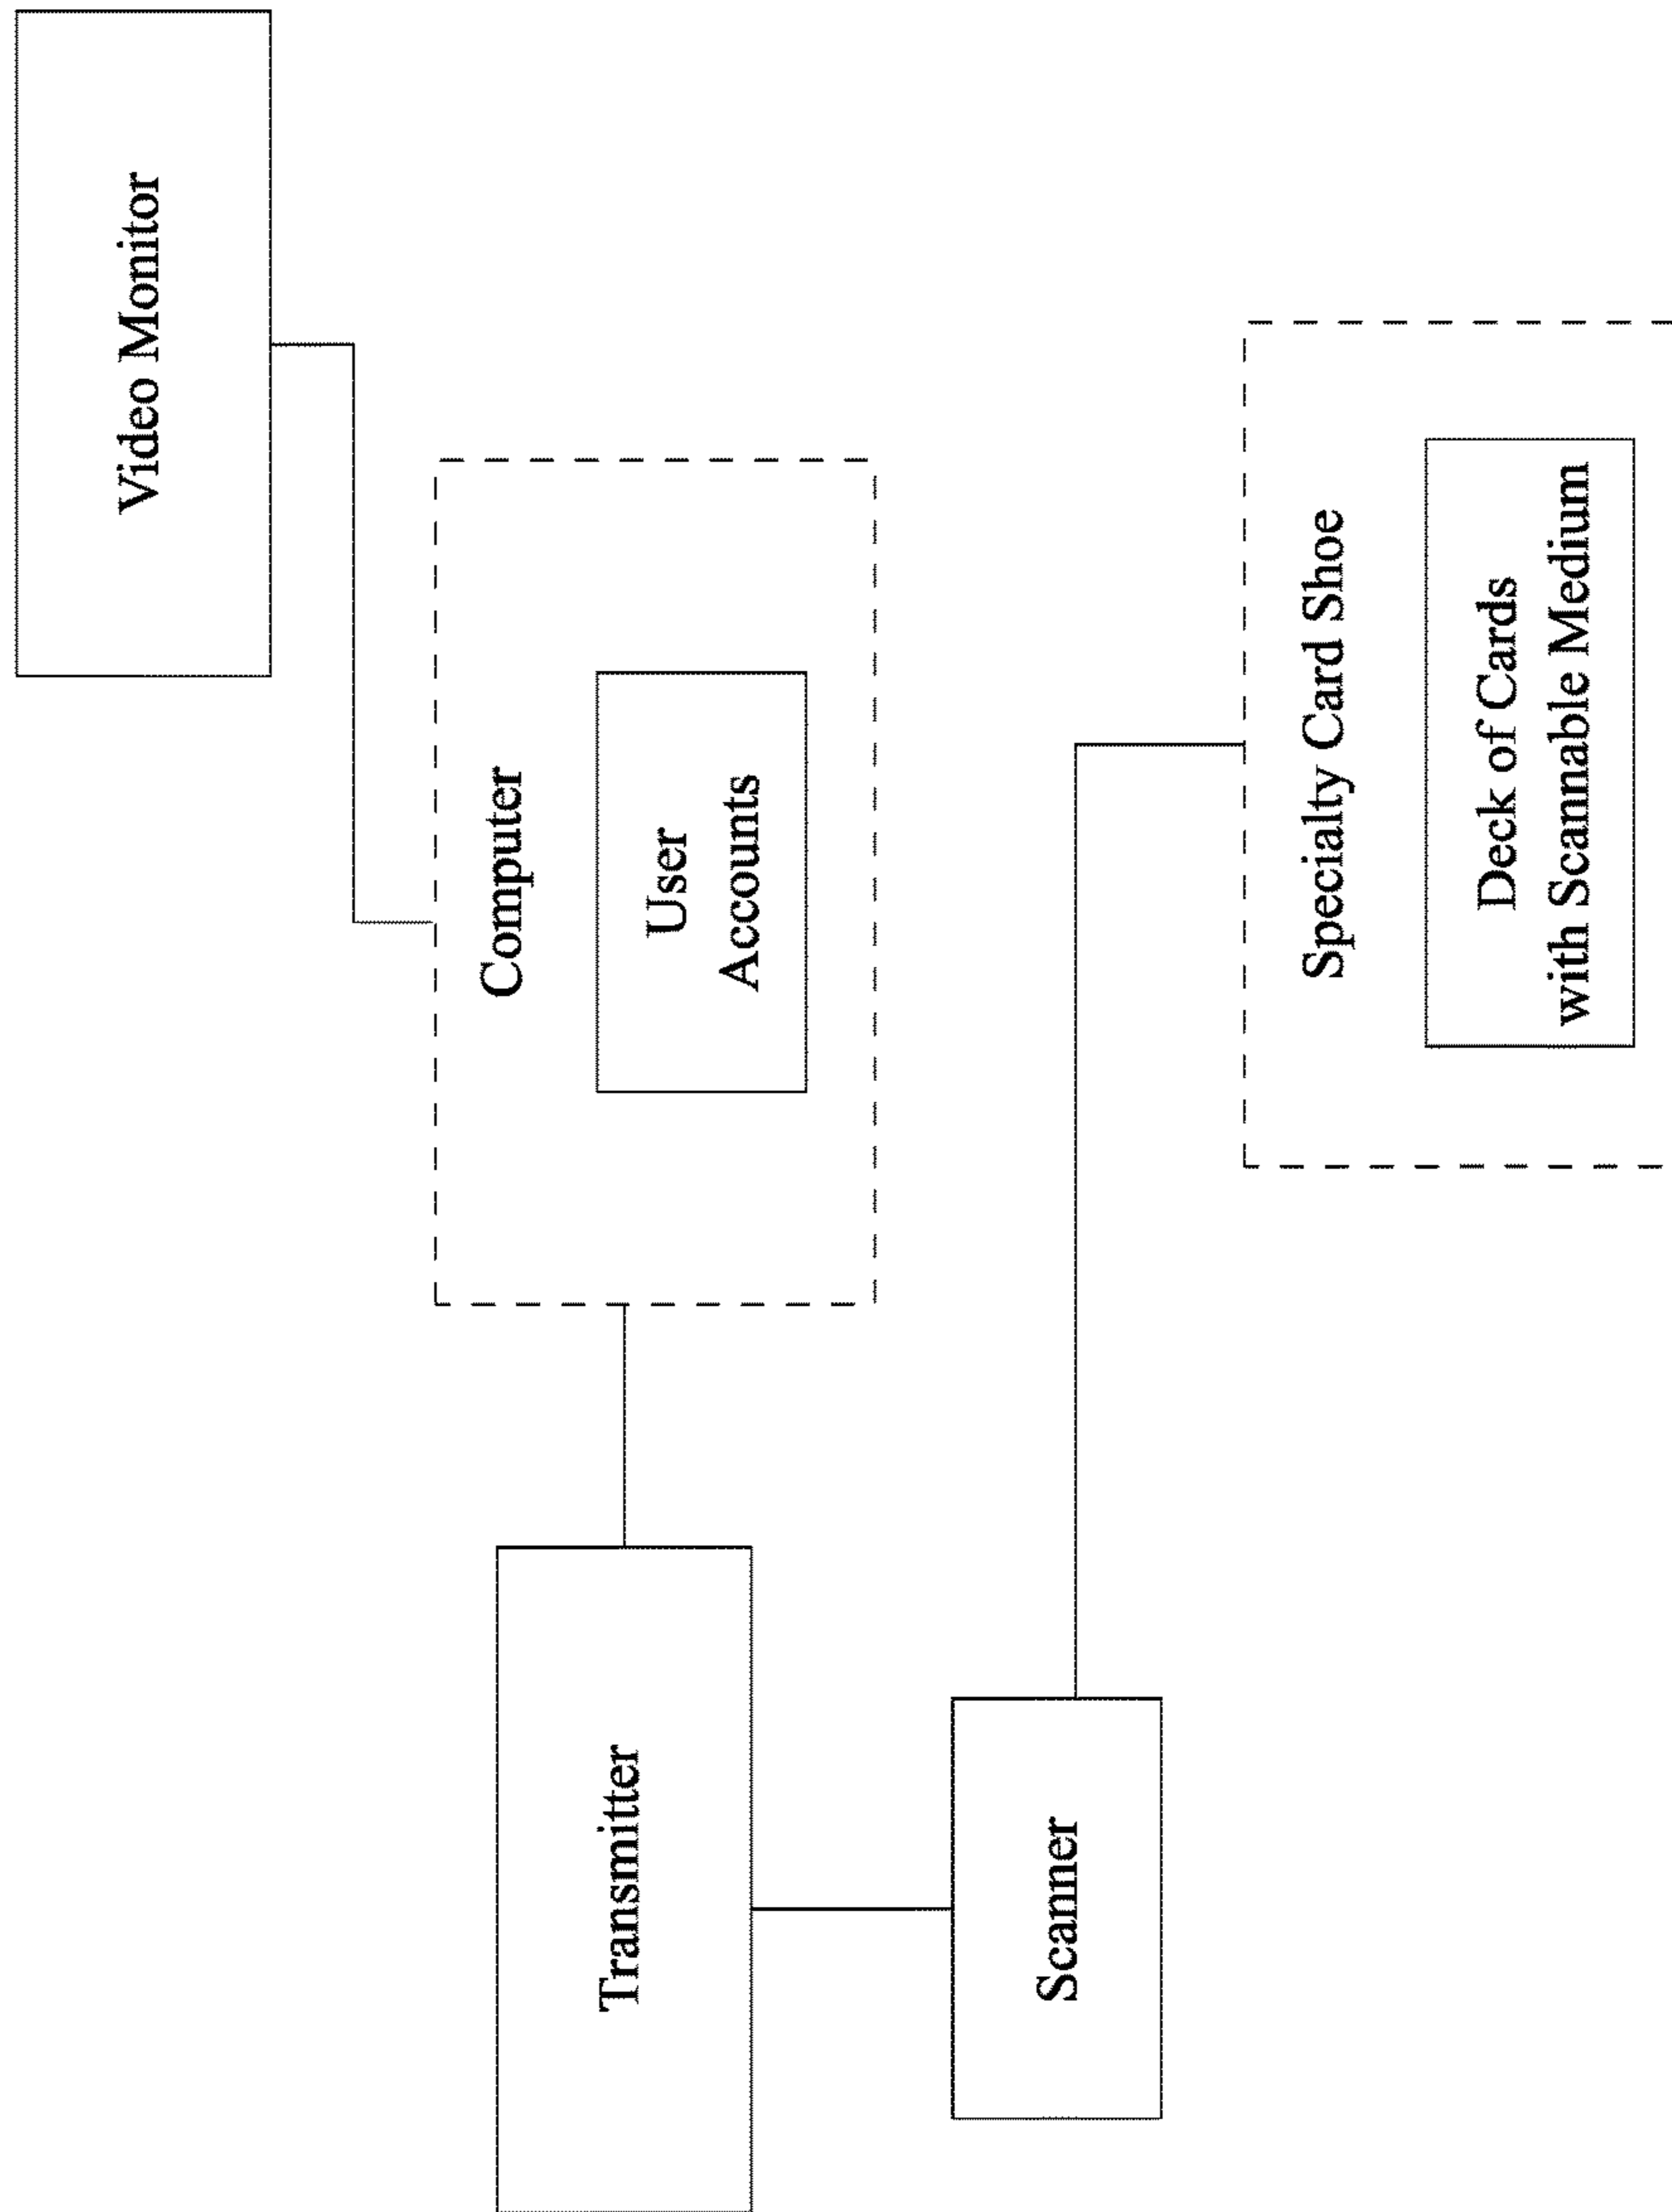 Video Monitor
Computer
User
Accounts
Transmitter
Scanner
Specialty Card Shoe
Deck of Cards
with Scannable Medium